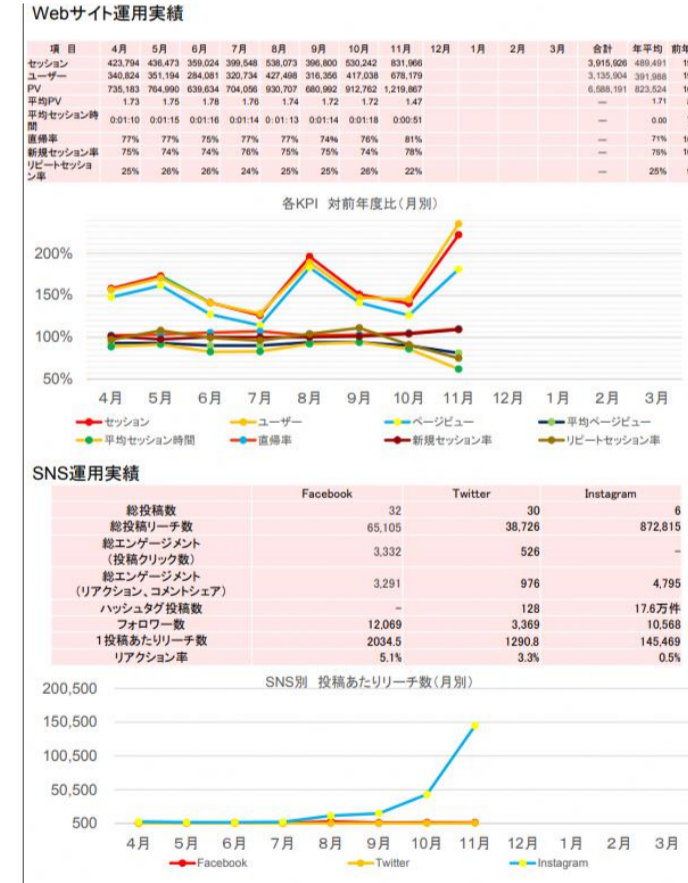 Webサイト運用実績
項 目 4月 5月 6月 7月 8月 9月 10月 11月 12月 1月 2月 3月 合計 年平均 前年
セッション 423,794 436,473 359,024 399,548 538,073 396,800 530,242 831,966 3,915,926 489,491
ユーザー 340,824 351,194 284,081 320,734 427,498 316,356 417,038 678,179 3,135,904 391,988
PV 735,183 764,990 639,634 704,056 930,707 680,992 912,762 1,219,867 6,588,191 823,524
平均PV 1.73 1.75 1.78 1.76 1.74 1.72 1.72 1.47 — 1.71
平均セッション時
間 0:01:10 0:01:15 0:01:16 0:01:14 0:01:13 0:01:14 0:01:18 0:00:51 — 0.00
直帰率 77% 77% 75% 77% 77% 74% 76% 81% — 71%
新規セッション率 75% 74% 74% 76% 75% 75% 74% 78% — 75%
リピートセッショ
ン率 25% 26% 26% 24% 25% 25% 26% 22% — 25%
各KPI 対前年度比(月別)
200%
150%
100%
50%
4月 5月 6月 7月 8月 9月 10月 11月 12月 1月 2月 3月
セッション ユーザー ページビュー 平均ページビュー
平均セッション時間 直帰率 新規セッション率 リピートセッション率
SNS運用実績
Facebook Twitter Instagram
総投稿数 32 30 6
総投稿リーチ数 65,105 38,726 872,815
総エンゲージメント
(投稿クリック数) 3,332 526 -
総エンゲージメント
(リアクション、コメントシェア) 3,291 976 4,795
ハッシュタグ投稿数 - 128 17.6万件
フォロワー数 12,069 3,369 10,568
1投稿あたりリーチ数 2034.5 1290.8 145,469
リアクション率 5.1% 3.3% 0.5%
SNS別 投稿あたりリーチ数(月別)
200,500
150,500
100,500
50,500
500
4月 5月 6月 7月 8月 9月 10月 11月 12月 1月 2月 3月
Facebook Twitter Instagram